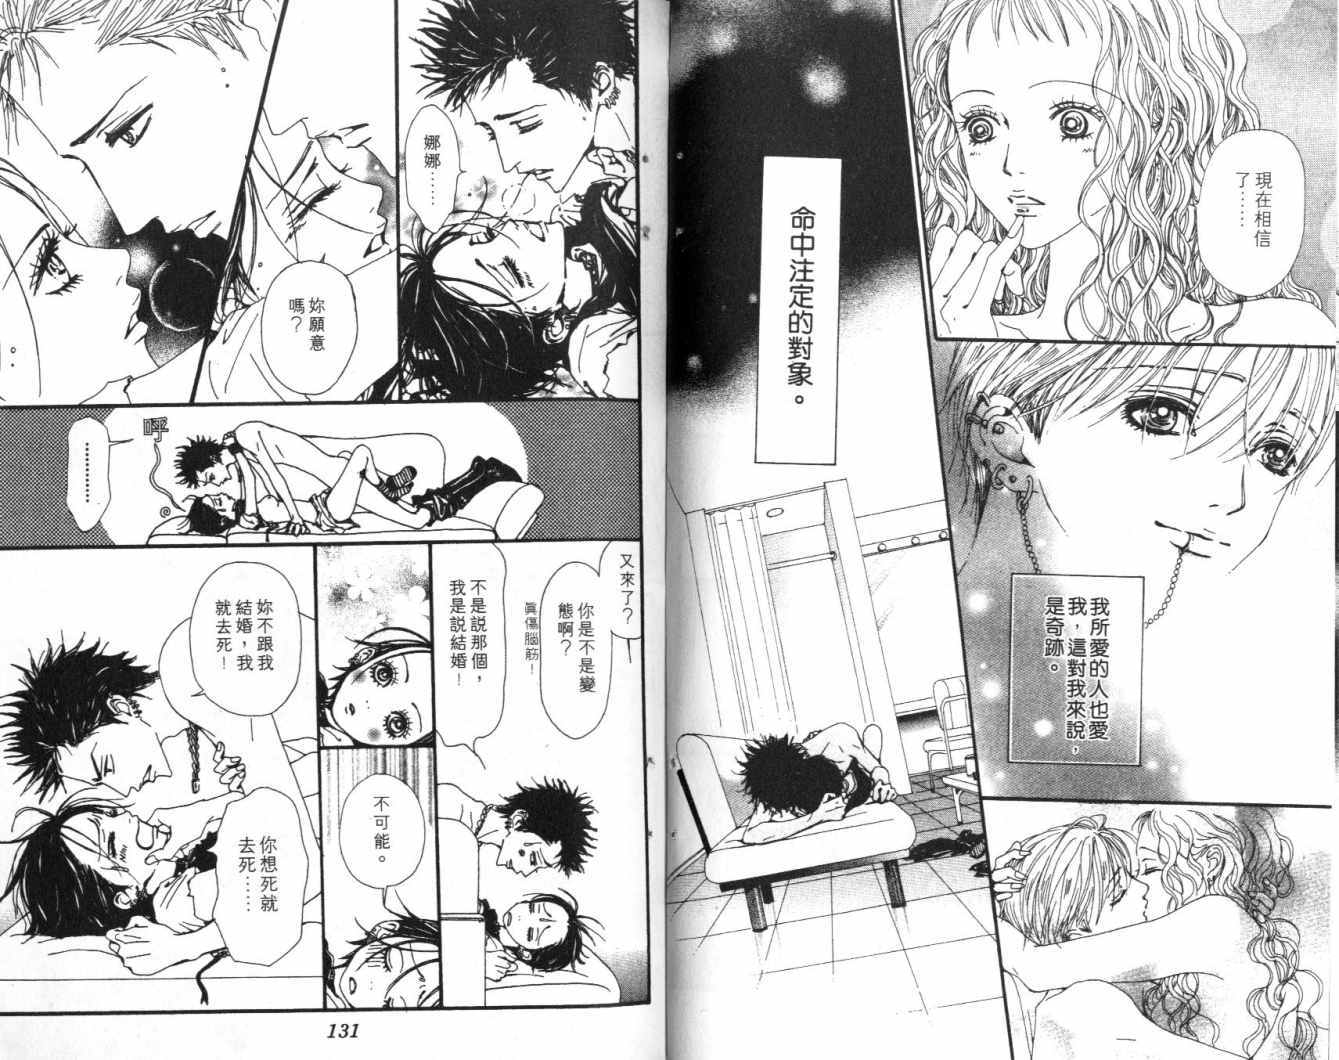 現在相信
了……
我所愛的人也愛
我，這對我來說，
是奇跡。
命中注定的對象。
娜娜……
妳願意
嗎？
呼
…………
又來了？
你是不是變
態啊？
真傷腦筋！
不是說那個，
我是說結婚！
不可能。
妳不跟我
結婚，我
就去死！
你想死就
去死……
131